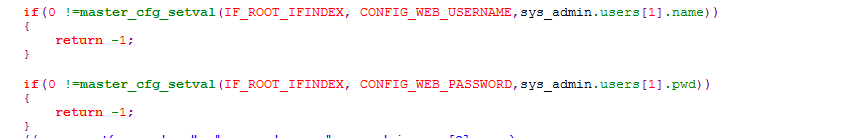 if(0 !=master_cfg_setval(IF_ROOT_IFINDEX, CONFIG_WEB_USERNAME,sys_admin.users[1].name))
{
return -1;
}
if(0 !=master_cfg_setval(IF_ROOT_IFINDEX, CONFIG_WEB_PASSWORD,sys_admin.users[1].pwd))
{
return -1;
}